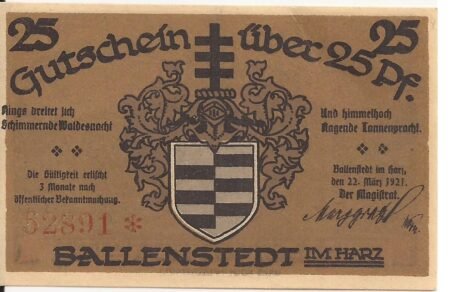 25 25
Gutschein über 25 Pf.
Rings breitet sich
Schimmernde Waldesnacht
Und himmelhoch
Ragende Tannenpracht.
Die Gültigkeit erlischt
3 Monate nach
öffentlicher Bekanntmachung.
Ballenstedt im Harz,
den 22. März 1921.
Der Magistrat.
52891 *
BALLENSTEDT IM HARZ